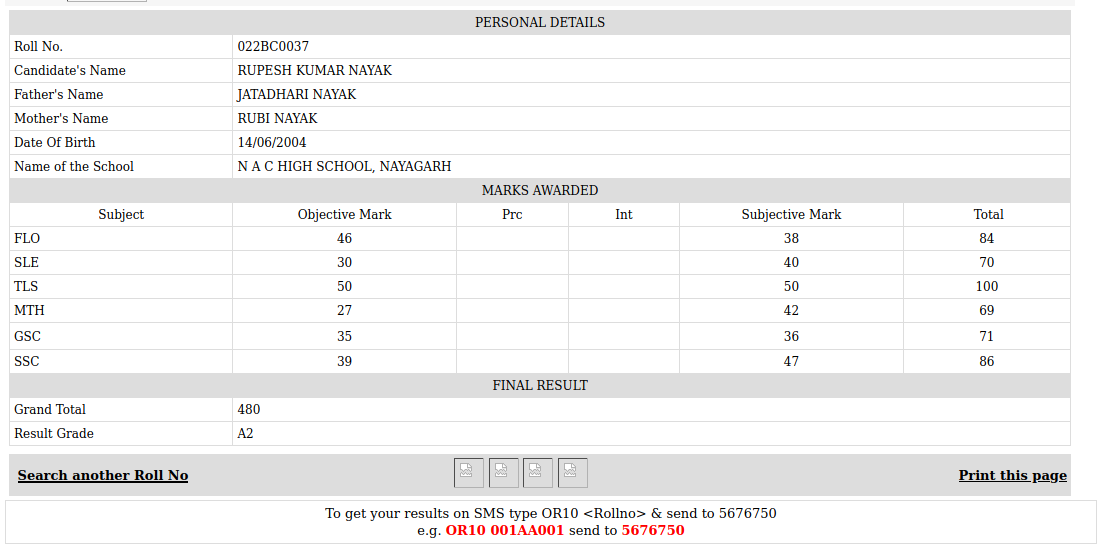 PERSONAL DETAILS
Roll No. 022BC0037
Candidate's Name RUPESH KUMAR NAYAK
Father's Name JATADHARI NAYAK
Mother's Name RUBI NAYAK
Date Of Birth 14/06/2004
Name of the School N A C HIGH SCHOOL, NAYAGARH
MARKS AWARDED
Subject Objective Mark Prc Int Subjective Mark Total
FLO 46 38 84
SLE 30 40 70
TLS 50 50 100
MTH 27 42 69
GSC 35 36 71
SSC 39 47 86
FINAL RESULT
Grand Total 480
Result Grade A2
Search another Roll No Print this page
To get your results on SMS type OR10 <Rollno> & send to 5676750
e.g. OR10 001AA001 send to 5676750